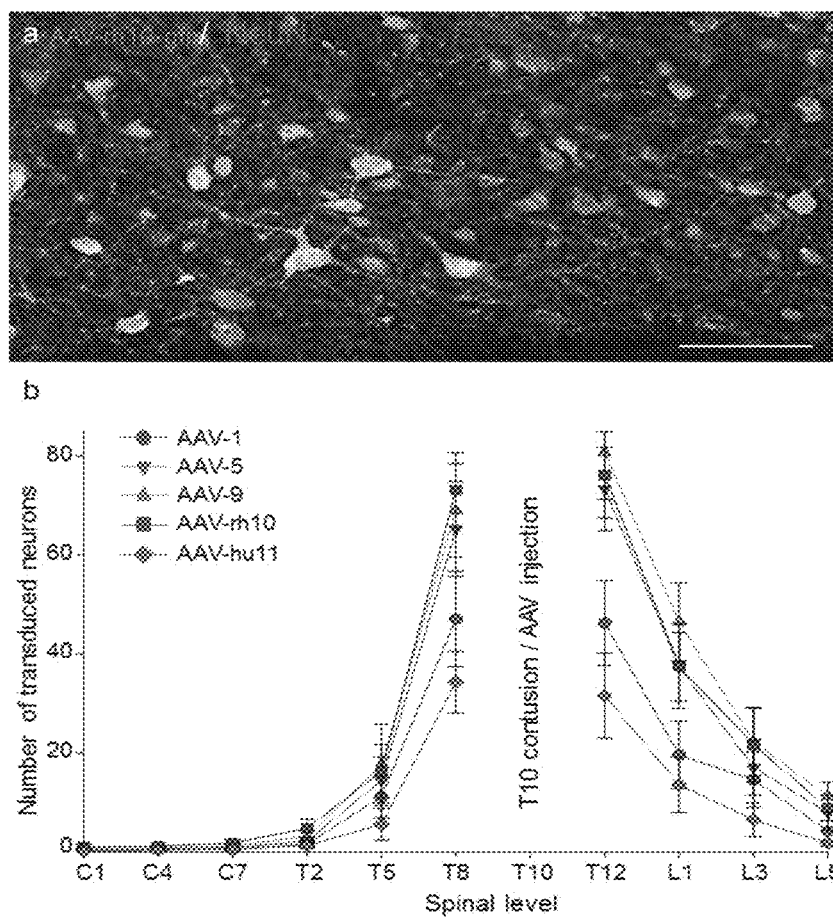 a
b
AAV-1
AAV-5
AAV-9
AAV-rh10
AAV-hu11
Number of transduced neurons
80
60
40
20
0
T10 contusion / AAV injection
C1 C4 C7 T2 T5 T8 T10 T12 L1 L3 L5
Spinal level